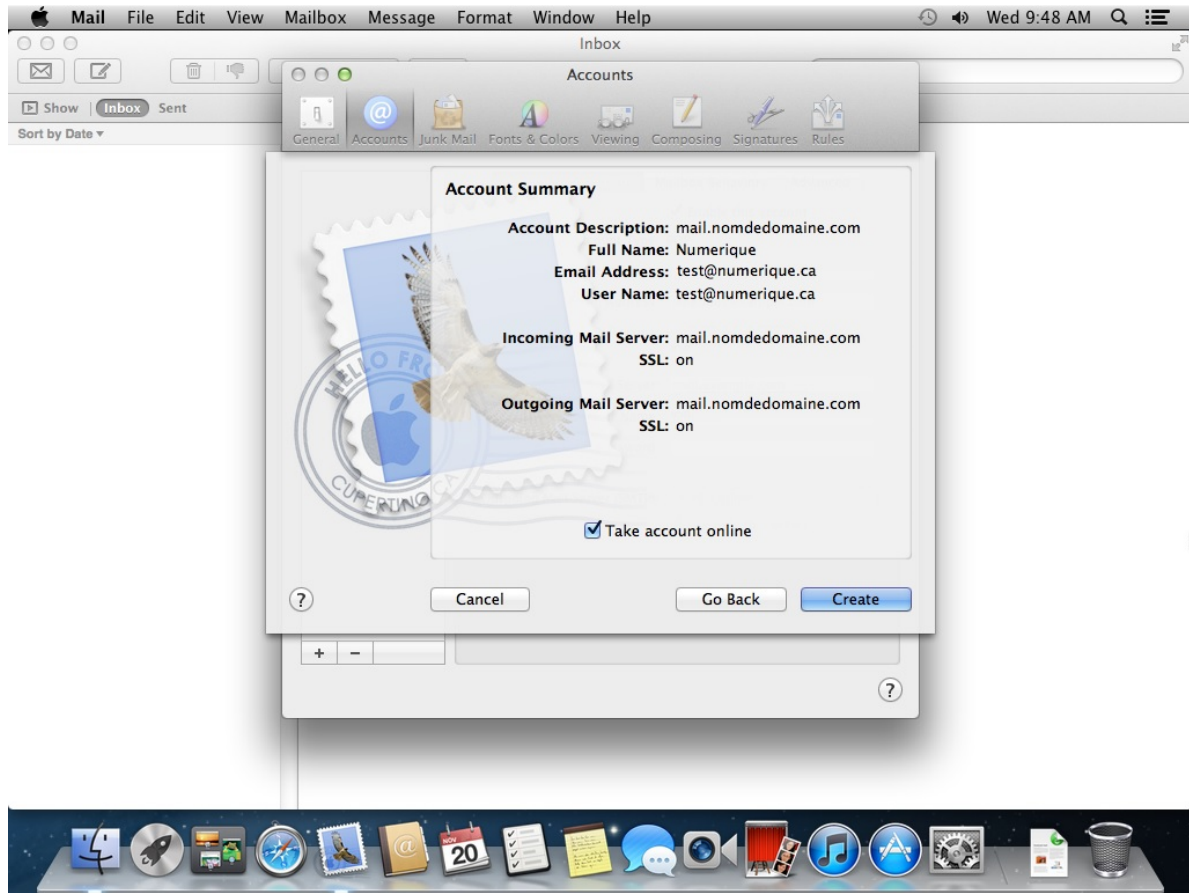 Mail File Edit View Mailbox Message Format Window Help Wed 9:48 AM
Inbox
Accounts
Show Inbox Sent
Sort by Date
General Accounts Junk Mail Fonts & Colors Viewing Composing Signatures Rules
Account Summary
Account Description: mail.nomdedomaine.com
Full Name: Numerique
Email Address: test@numerique.ca
User Name: test@numerique.ca
Incoming Mail Server: mail.nomdedomaine.com
SSL: on
Outgoing Mail Server: mail.nomdedomaine.com
SSL: on
HELLO FRO
CUPERTINO CA
Take account online
? Cancel Go Back Create
+ −
?
NOV
20